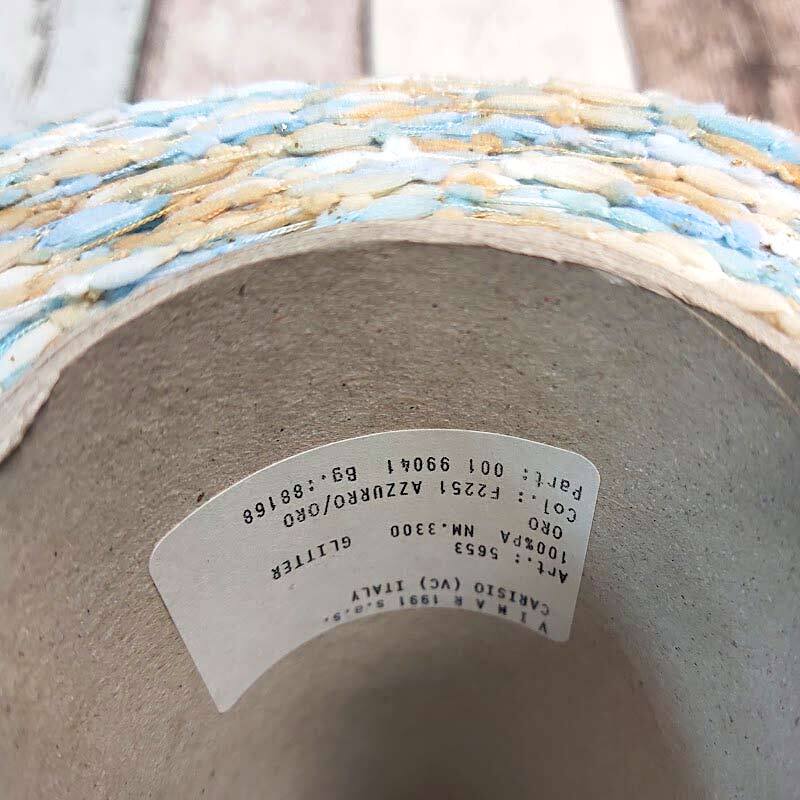 V I M A R 1991 s.a.s.
CARISIO (VC) ITALY
Art.: 5653 GLITTER
100%PA NM.3300
ORO
Col.: F2251 AZZURRO/ORO
Part: 001 99041 Bg.:88168